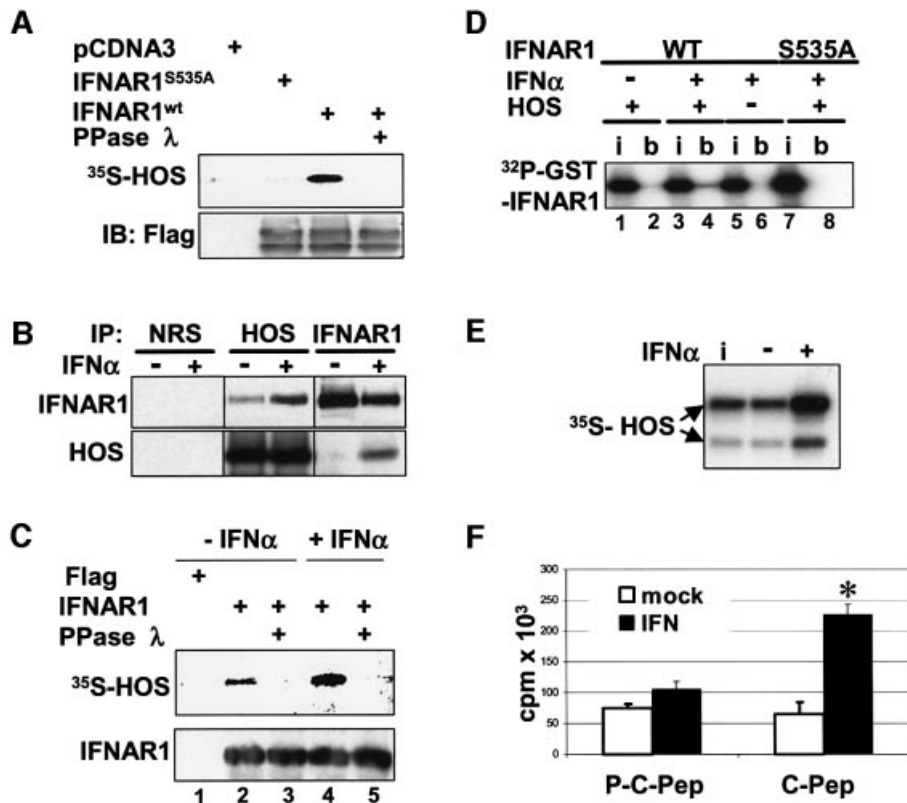 A
pCDNA3 +
IFNAR1S535A +
IFNAR1wt + +
PPase λ +
35S-HOS
IB: Flag
B
IP: NRS HOS IFNAR1
IFNα - + - + - +
IFNAR1
HOS
C
- IFNα + IFNα
Flag +
IFNAR1 + + + +
PPase λ + +
35S-HOS
IFNAR1
1 2 3 4 5
D
IFNAR1 WT S535A
IFNα - + + +
HOS + + - +
i b i b i b i b
32P-GST
-IFNAR1
1 2 3 4 5 6 7 8
E
IFNα i - +
35S- HOS
F
300
250
200
150
100
50
0
cpm x 103
mock
IFN
*
P-C-Pep C-Pep